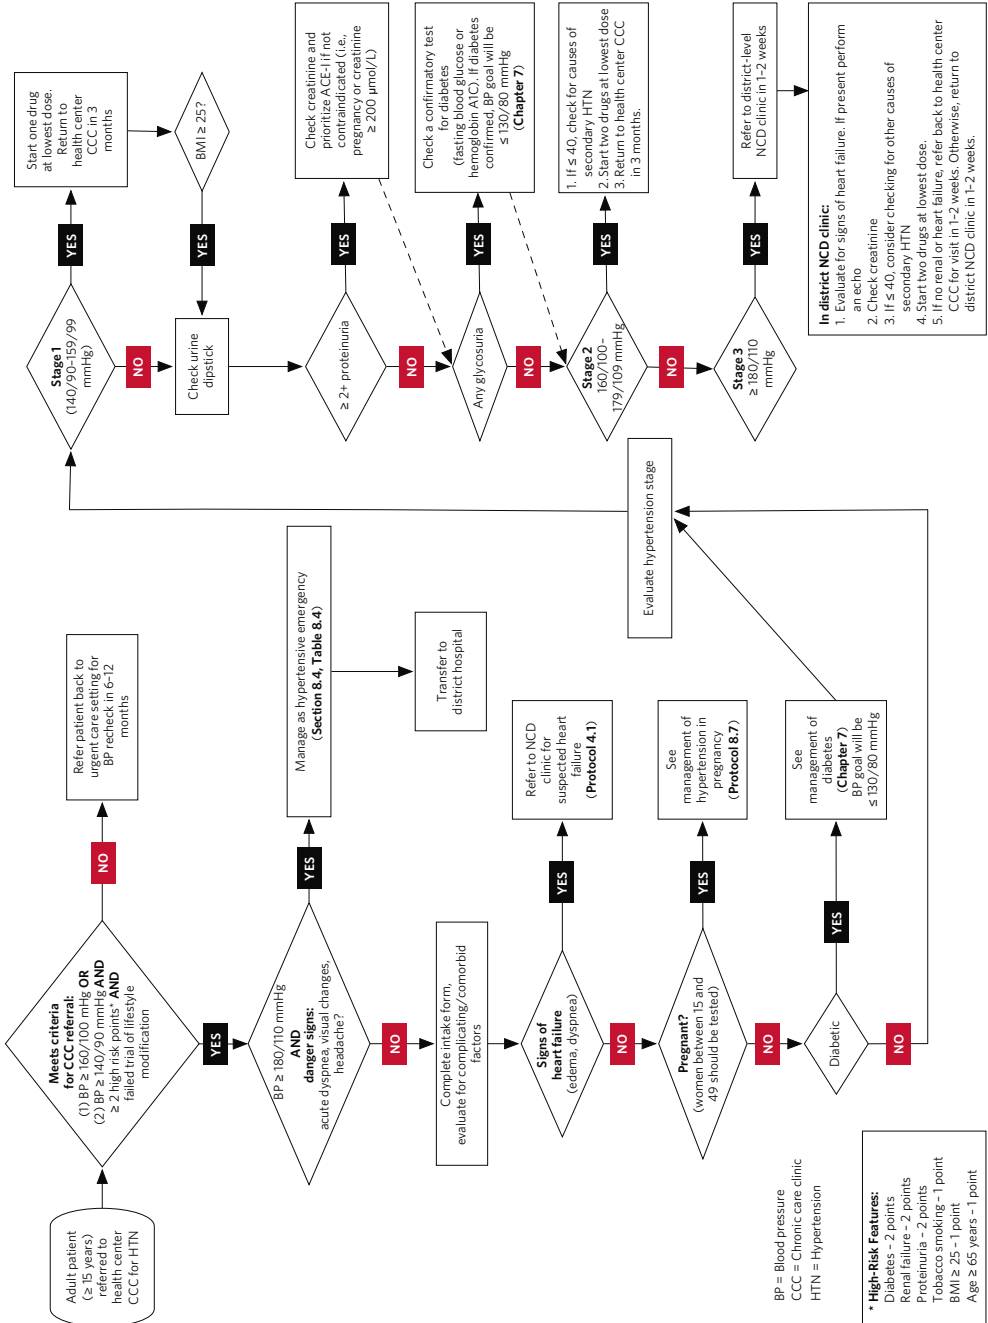 Adult patient
(≥ 15 years)
referred to
health center
CCC for HTN
Meets criteria
for CCC referral:
(1) BP ≥ 160/100 mHg OR
(2) BP ≥ 140/90 mmHg AND
≥ 2 high risk points* AND
failed trial of lifestyle
modification
NO
Refer patient back to
urgent care setting for
BP recheck in 6–12
months
YES
BP ≥ 180/110 mmHg
AND
danger signs:
acute dyspnea, visual changes,
headache?
YES
Manage as hypertensive emergency
(Section 8.4, Table 8.4)
Transfer to
district hospital
NO
Complete intake form,
evaluate for complicating/comorbid
factors
Signs of
heart failure
(edema, dyspnea)
YES
Refer to NCD
clinic for
suspected heart
failure
(Protocol 4.1)
NO
Pregnant?
(women between 15 and
49 should be tested)
YES
See
management of
hypertension in
pregnancy
(Protocol 8.7)
NO
Diabetic
YES
See
management of
diabetes
(Chapter 7)
BP goal will be
≤ 130/80 mmHg
NO
Evaluate hypertension stage
Stage 1
(140/90–159/99
mmHg)
YES
Start one drug
at lowest dose.
Return to
health center
CCC in 3
months
BMI ≥ 25?
YES
NO
Check urine
dipstick
≥ 2+ proteinuria
YES
Check creatinine and
prioritize ACE-I if not
contraindicated (i.e.,
pregnancy or creatinine
≥ 200 µmol/L)
NO
Any glycosuria
YES
Check a confirmatory test
for diabetes
(fasting blood glucose or
hemoglobin A1C). If diabetes
confirmed, BP goal will be
≤ 130/80 mmHg
(Chapter 7)
NO
Stage 2
160/100–
179/109 mmHg
YES
1. If ≤ 40, check for causes of
secondary HTN
2. Start two drugs at lowest dose
3. Return to health center CCC
in 3 months.
NO
Stage 3
≥ 180/110
mmHg
YES
Refer to district-level
NCD clinic in 1–2 weeks
In district NCD clinic:
1. Evaluate for signs of heart failure. If present perform
an echo
2. Check creatinine
3. If ≤ 40, consider checking for other causes of
secondary HTN
4. Start two drugs at lowest dose.
5. If no renal or heart failure, refer back to health center
CCC for visit in 1–2 weeks. Otherwise, return to
district NCD clinic in 1–2 weeks.
BP = Blood pressure
CCC = Chronic care clinic
HTN = Hypertension
* High-Risk Features:
Diabetes – 2 points
Renal failure – 2 points
Proteinuria – 2 points
Tobacco smoking – 1 point
BMI ≥ 25 – 1 point
Age ≥ 65 years – 1 point